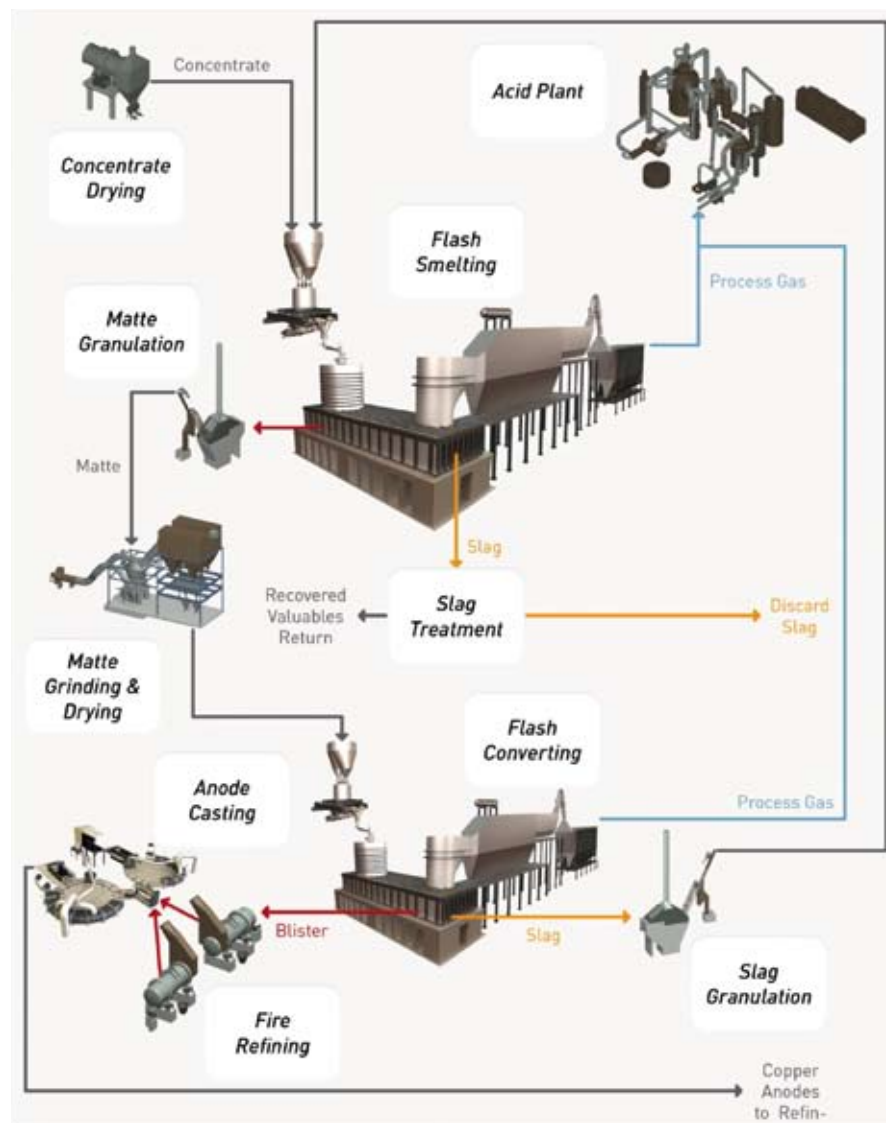 Concentrate
Acid Plant
Concentrate
Drying
Flash
Smelting
Process Gas
Matte
Granulation
Matte
Slag
Recovered
Valuables
Return
Slag
Treatment
Discard
Slag
Matte
Grinding &
Drying
Flash
Converting
Anode
Casting
Process Gas
Blister
Slag
Slag
Granulation
Fire
Refining
Copper
Anodes
to Refin-